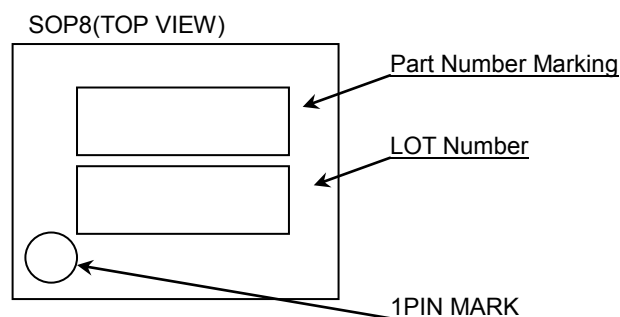 SOP8(TOP VIEW)
Part Number Marking
LOT Number
1PIN MARK